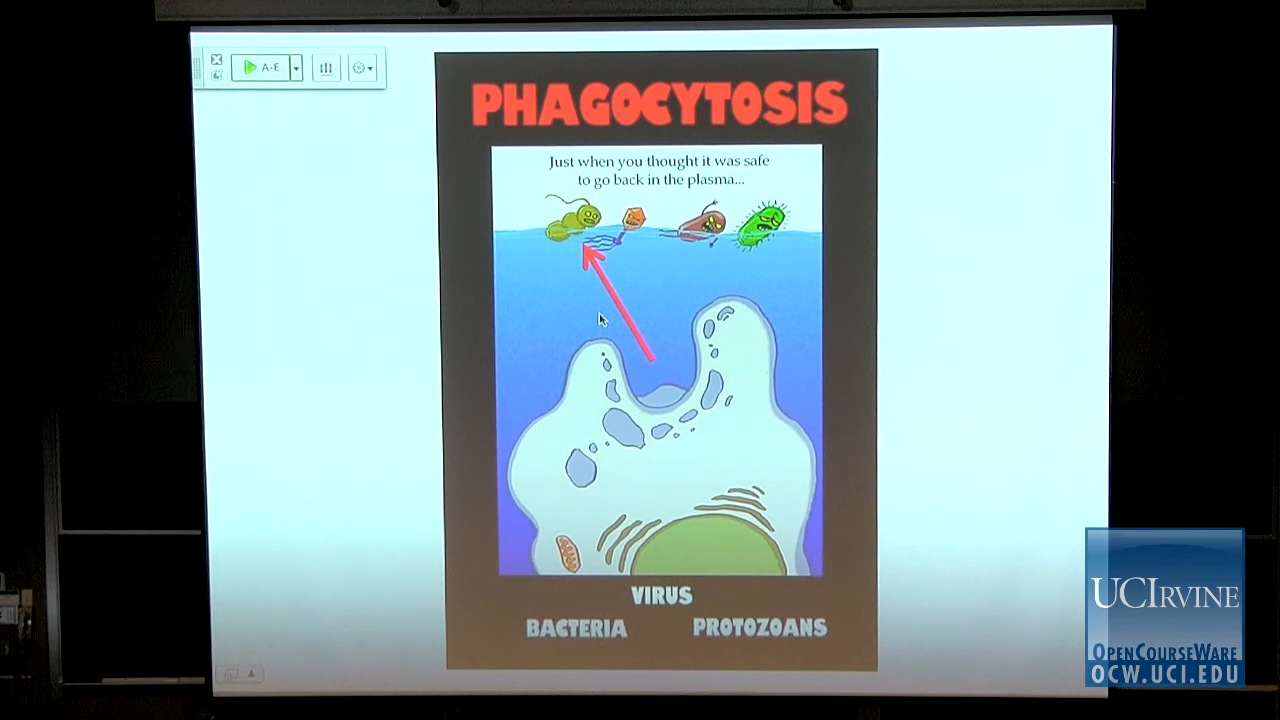 A-E
PHAGOCYTOSIS
Just when you thought it was safe
to go back in the plasma...
VIRUS
BACTERIA PROTOZOANS
UCIRVINE
OPENCOURSEWARE
OCW.UCI.EDU